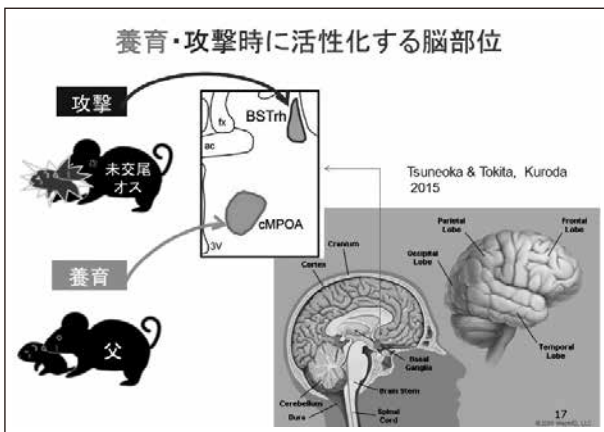 養育・攻撃時に活性化する脳部位
攻撃
未交尾
オス
養育
父
fx
BSTrh
ac
cMPOA
3V
Tsuneoka & Tokita, Kuroda
2015
Cranium
Cortex
Basal
Ganglia
Brain Stem
Cerebellum
Dura
Spinal
Cord
Parietal
Lobe
Frontal
Lobe
Occipital
Lobe
Temporal
Lobe
17